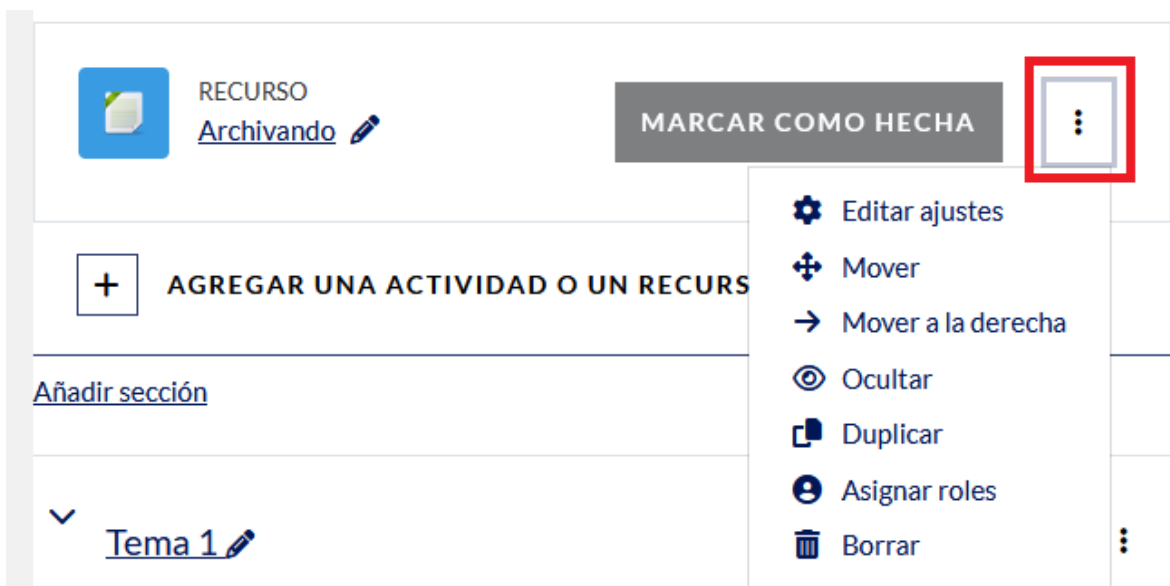 RECURSO
Archivando
MARCAR COMO HECHA
Editar ajustes
Mover
Mover a la derecha
Ocultar
Duplicar
Asignar roles
Borrar
AGREGAR UNA ACTIVIDAD O UN RECURS
Añadir sección
Tema 1